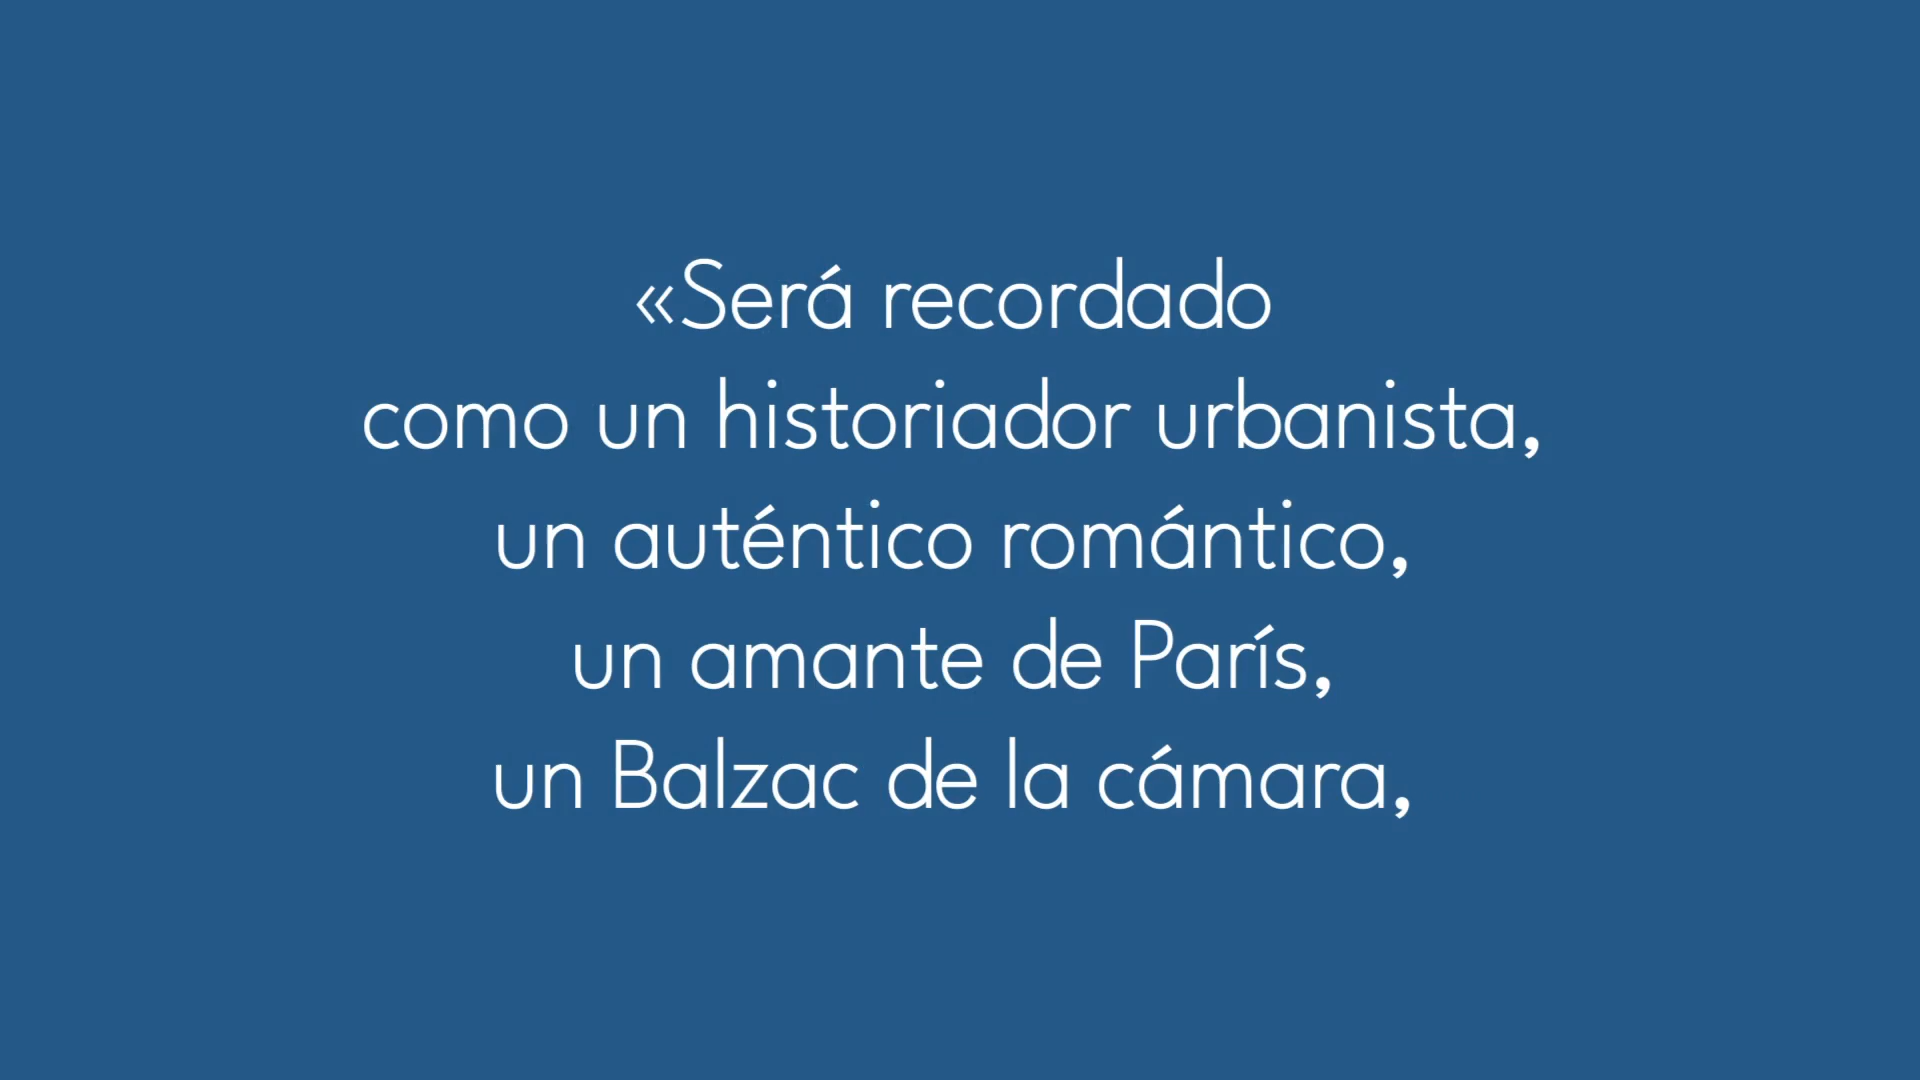 «Será recordado
como un historiador urbanista,
un auténtico romántico,
un amante de París,
un Balzac de la cámara,